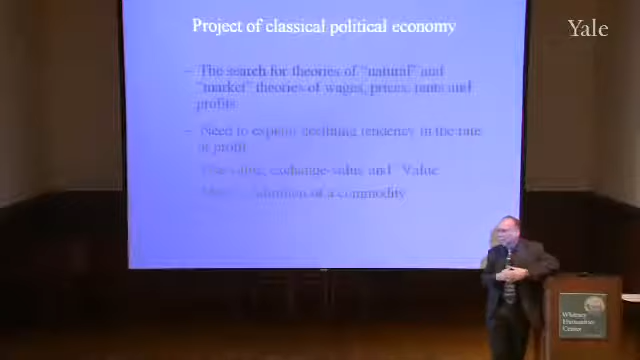 Project of classical political economy
Yale
– The search for theories of "natural" and
"market" theories of wages, prices, rents and
profits
– Need to explain declining tendency in the rate
of profit
Use-value, exchange-value and "Value
definition of a commodity
Whitney
Humanities
Center